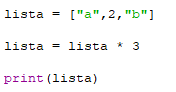 lista = ["a",2,"b"]
lista = lista * 3
print(lista)